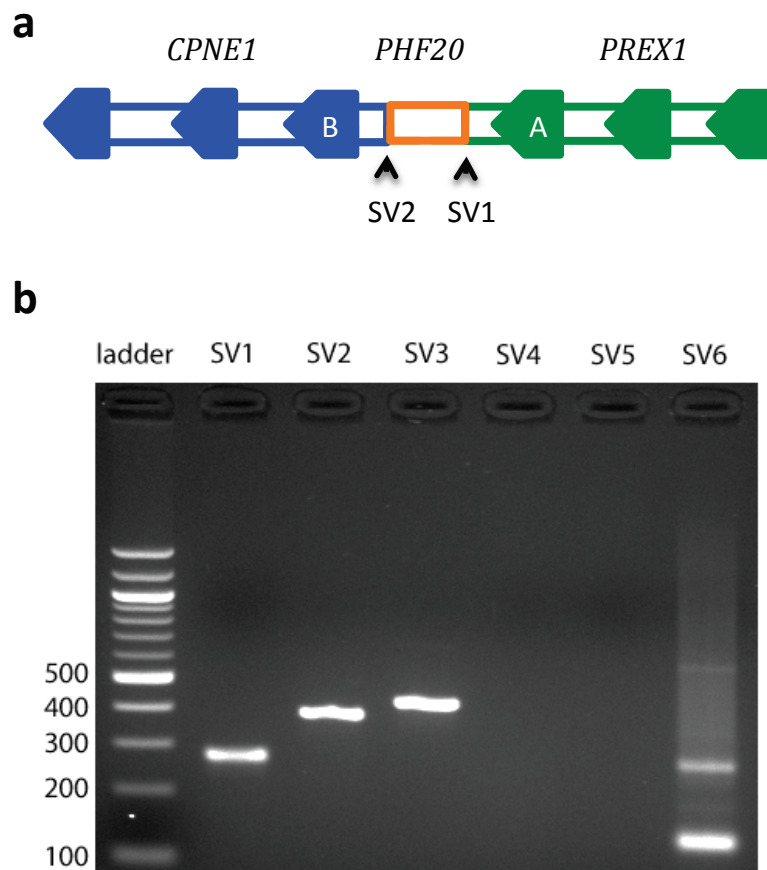 a
CPNE1 PHF20 PREX1
B A
SV2 SV1
b
ladder SV1 SV2 SV3 SV4 SV5 SV6
500
400
300
200
100